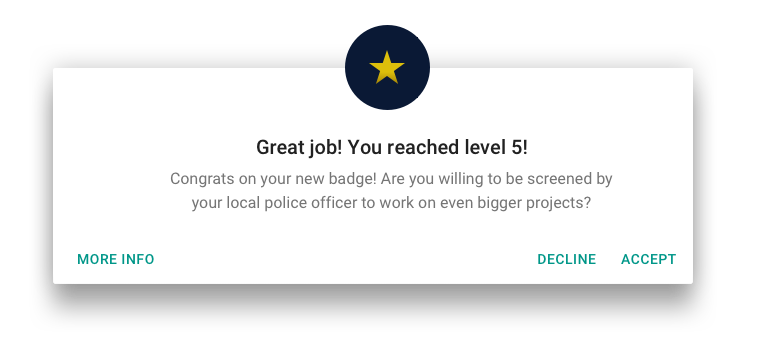 Great job! You reached level 5!
Congrats on your new badge! Are you willing to be screened by
your local police officer to work on even bigger projects?
MORE INFO DECLINE ACCEPT